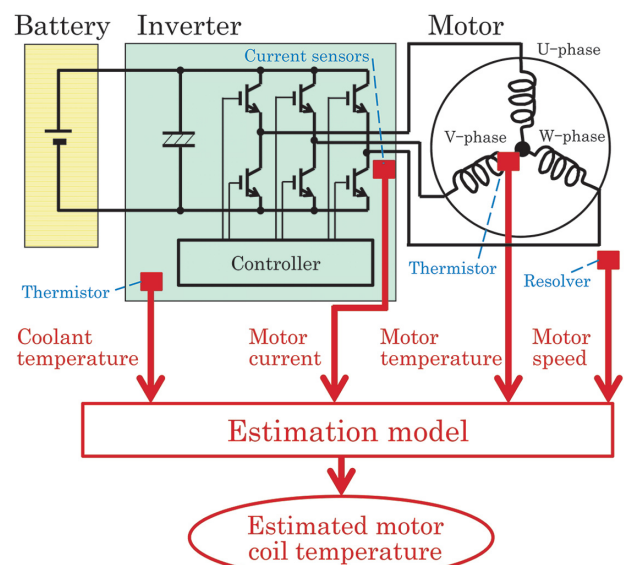 Battery
Inverter
Motor
Current sensors
U-phase
V-phase
W-phase
Controller
Thermistor
Thermistor
Resolver
Coolant
temperature
Motor
current
Motor
temperature
Motor
speed
Estimation model
Estimated motor
coil temperature